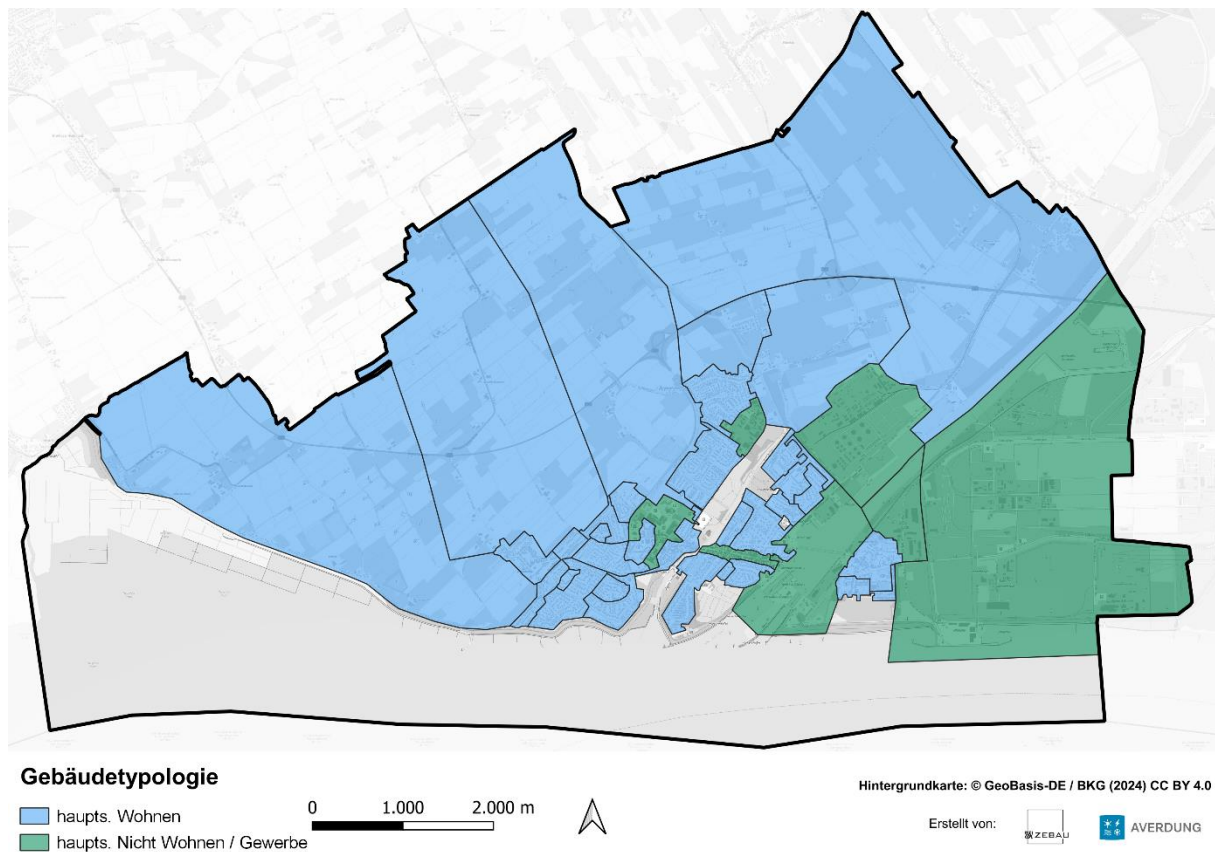 Gebäudetypologie
haupts. Wohnen
haupts. Nicht Wohnen / Gewerbe
0 1.000 2.000 m
Hintergrundkarte: © GeoBasis-DE / BKG (2024) CC BY 4.0
Erstellt von:
ZEBAU
AVERDUNG